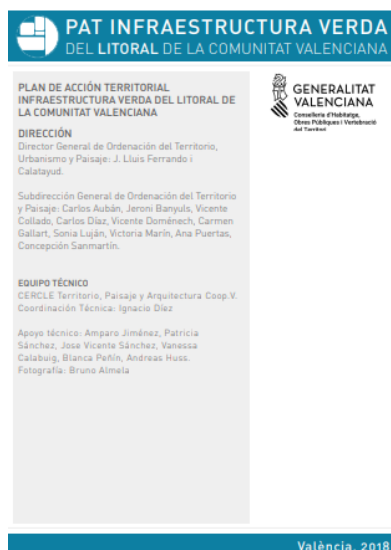 PAT INFRAESTRUCTURA VERDA
DEL LITORAL DE LA COMUNITAT VALENCIANA
PLAN DE ACCIÓN TERRITORIAL
INFRAESTRUCTURA VERDA DEL LITORAL DE
LA COMUNITAT VALENCIANA
DIRECCIÓN
Director General de Ordenación del Territorio,
Urbanismo y Paisaje: J. Lluis Ferrando i
Calatayud.
Subdirección General de Ordenación del Territorio
y Paisaje: Carlos Aubán, Jeroni Banyuls, Vicente
Collado, Carlos Díaz, Vicente Doménech, Carmen
Gallart, Sonia Luján, Victoria Marín, Ana Puertas,
Concepción Sanmartín.
EQUIPO TÉCNICO
CERCLE Territorio, Paisaje y Arquitectura Coop.V.
Coordinación Técnica: Ignacio Díez
Apoyo técnico: Amparo Jiménez, Patricia
Sánchez, Jose Vicente Sánchez, Vanessa
Calabuig, Blanca Peñín, Andreas Huss.
Fotografía: Bruno Almela
GENERALITAT
VALENCIANA
Conselleria d'Habitatge,
Obres Públiques i Vertebració
del Territori
València, 2018